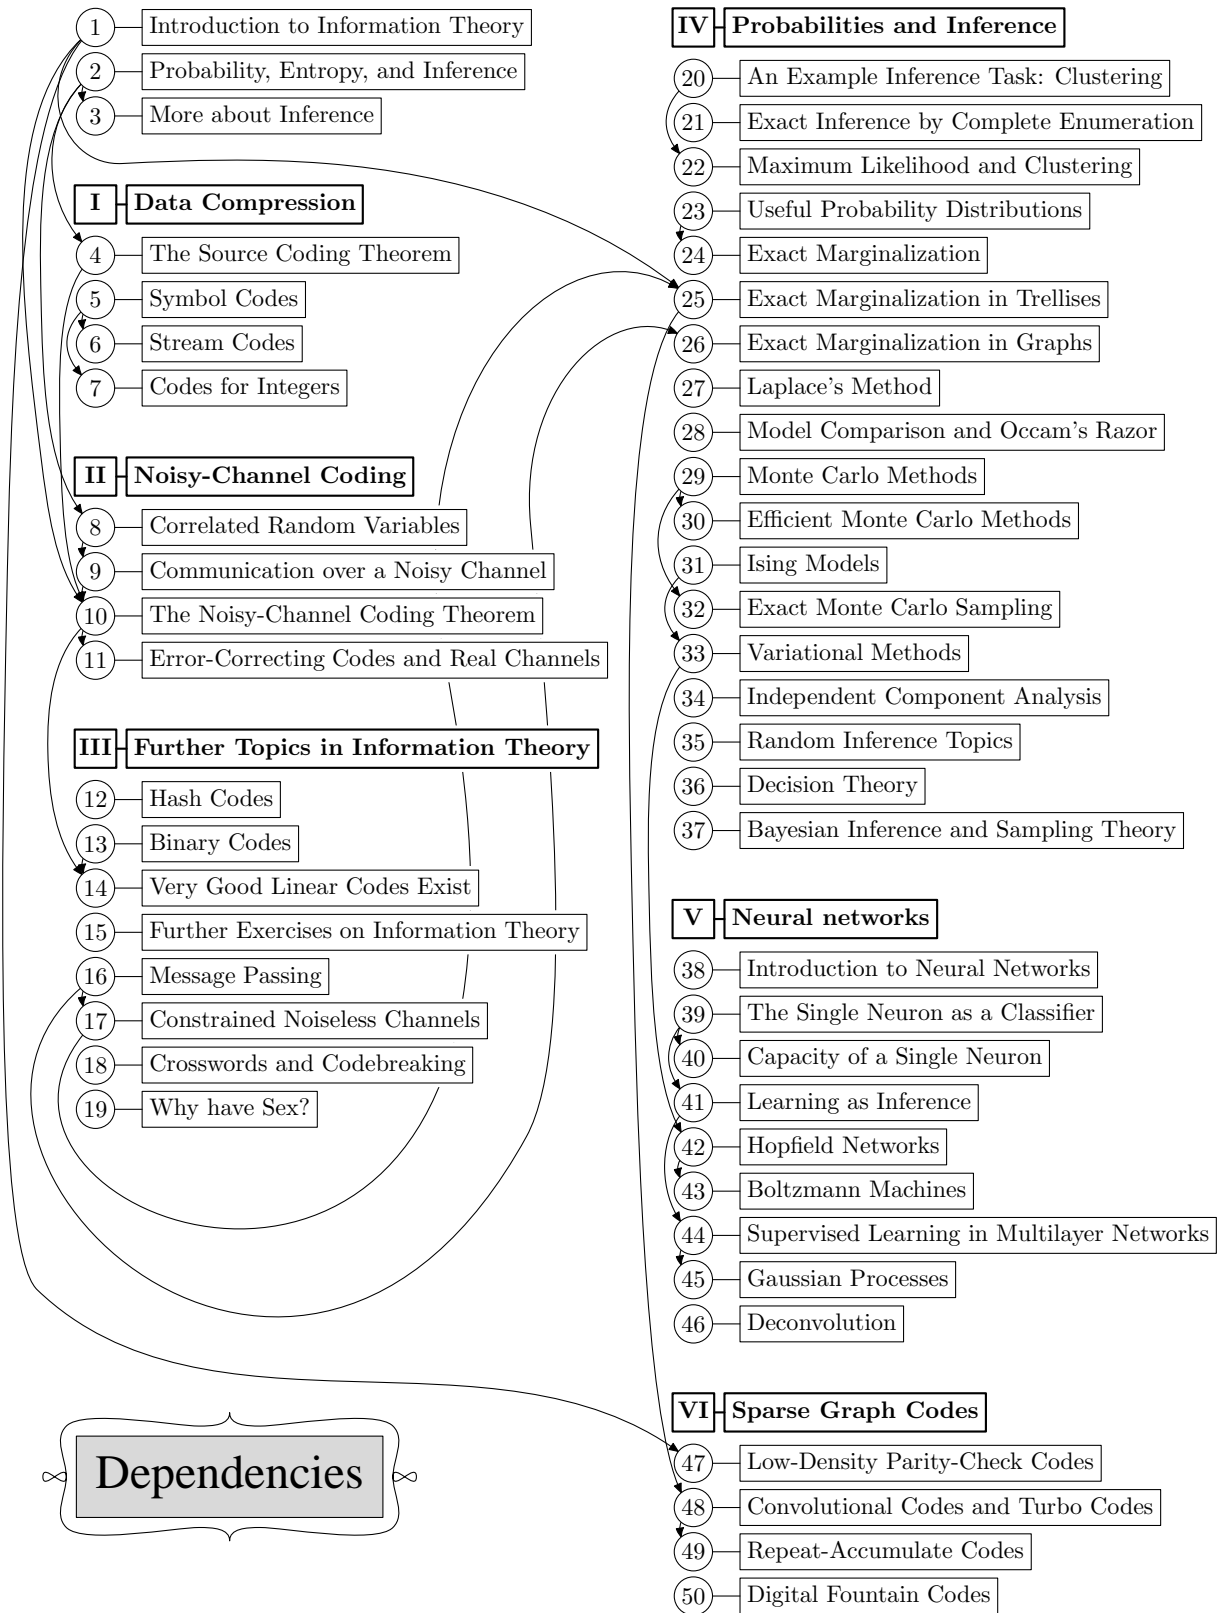 1 Introduction to Information Theory
2 Probability, Entropy, and Inference
3 More about Inference
I Data Compression
4 The Source Coding Theorem
5 Symbol Codes
6 Stream Codes
7 Codes for Integers
II Noisy-Channel Coding
8 Correlated Random Variables
9 Communication over a Noisy Channel
10 The Noisy-Channel Coding Theorem
11 Error-Correcting Codes and Real Channels
III Further Topics in Information Theory
12 Hash Codes
13 Binary Codes
14 Very Good Linear Codes Exist
15 Further Exercises on Information Theory
16 Message Passing
17 Constrained Noiseless Channels
18 Crosswords and Codebreaking
19 Why have Sex?
Dependencies
IV Probabilities and Inference
20 An Example Inference Task: Clustering
21 Exact Inference by Complete Enumeration
22 Maximum Likelihood and Clustering
23 Useful Probability Distributions
24 Exact Marginalization
25 Exact Marginalization in Trellises
26 Exact Marginalization in Graphs
27 Laplace's Method
28 Model Comparison and Occam's Razor
29 Monte Carlo Methods
30 Efficient Monte Carlo Methods
31 Ising Models
32 Exact Monte Carlo Sampling
33 Variational Methods
34 Independent Component Analysis
35 Random Inference Topics
36 Decision Theory
37 Bayesian Inference and Sampling Theory
V Neural networks
38 Introduction to Neural Networks
39 The Single Neuron as a Classifier
40 Capacity of a Single Neuron
41 Learning as Inference
42 Hopfield Networks
43 Boltzmann Machines
44 Supervised Learning in Multilayer Networks
45 Gaussian Processes
46 Deconvolution
VI Sparse Graph Codes
47 Low-Density Parity-Check Codes
48 Convolutional Codes and Turbo Codes
49 Repeat-Accumulate Codes
50 Digital Fountain Codes